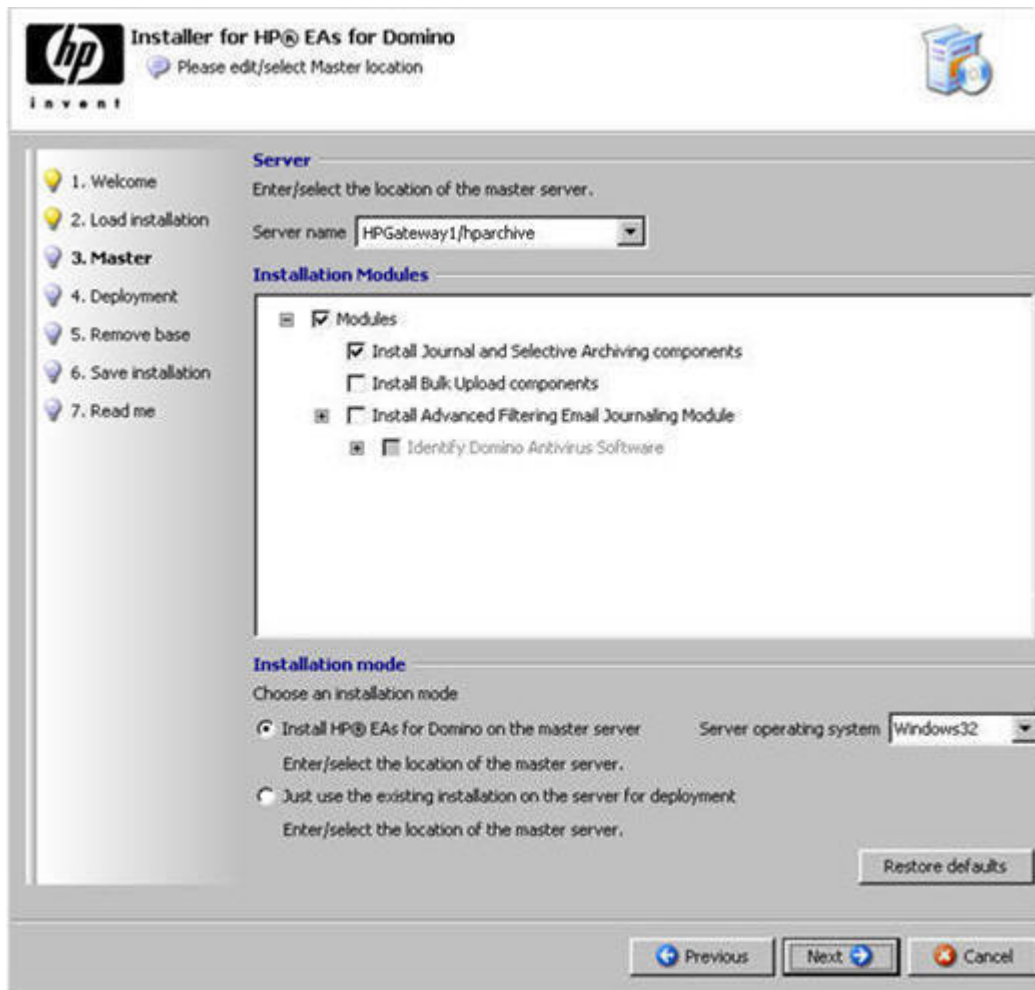 hp
invent
Installer for HP® EAs for Domino
Please edit/select Master location
1. Welcome
2. Load installation
3. Master
4. Deployment
5. Remove base
6. Save installation
7. Read me
Server
Enter/select the location of the master server.
Server name HPGateway1/hparchive
Installation Modules
Modules
Install Journal and Selective Archiving components
Install Bulk Upload components
Install Advanced Filtering Email Journaling Module
Identify Domino Antivirus Software
Installation mode
Choose an installation mode
Install HP® EAs for Domino on the master server Server operating system Windows32
Enter/select the location of the master server.
Just use the existing installation on the server for deployment
Enter/select the location of the master server.
Restore defaults
Previous Next Cancel